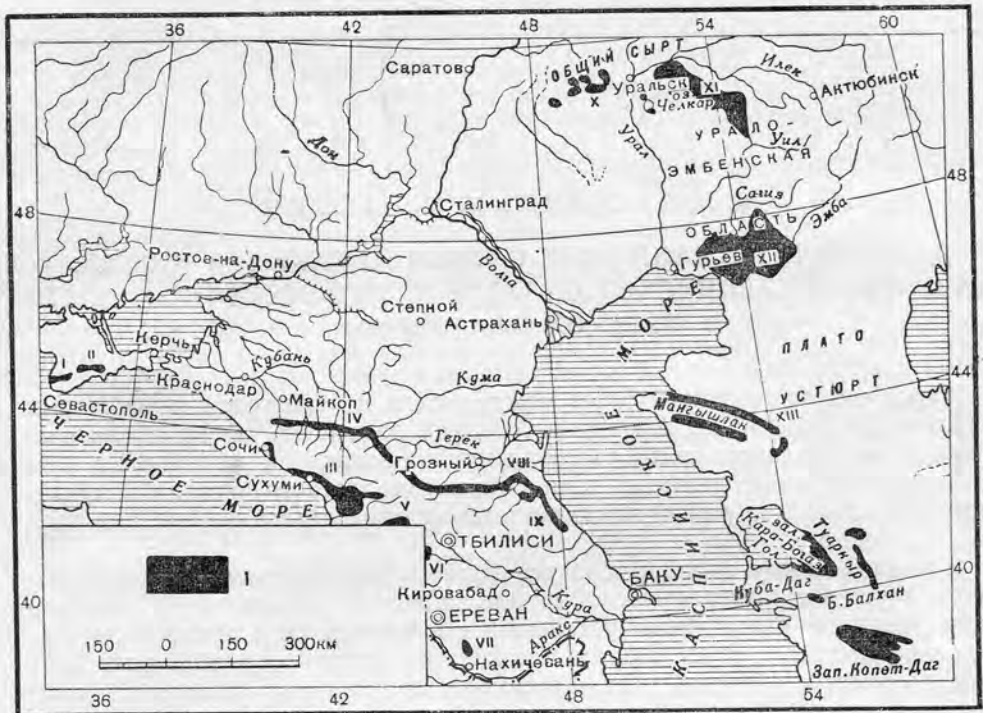 36 42 48 54 60
Саратов
ОБЩИЙ СЫРТ
X
Уральск
XI
оз. Челкар
Илек
Актюбинск
Дон
Урал
УРАЛО-
Уил
ЭМБЕНСКАЯ
48
Сталинград
Сагиз
48
ОБЛАСТЬ
Эмба
Волга
Гурьев
XII
Ростов-на-Дону
Степной
Астрахань
ПЛАТО
I II
Керчь
Кубань
Краснодар
Кума
УСТЮРТ
44
44
Майкоп
Севастополь
IV
Мангышлак
XIII
ЧЕРНОЕ МОРЕ
Сочи
Терек
Грозный
VIII
III
Сухуми
V
IX
КАСПИЙСКОЕ МОРЕ
зал. Кара-Богаз Гол
Туаркыр
ТБИЛИСИ
1
VI
Кировабад
БАКУ
Куба-Даг
40
Б. Балхан
40
ЕРЕВАН
Кура
Аракс
VII
Нахичевань
150 0 150 300км
Зап. Копет-Даг
36 42 48 54